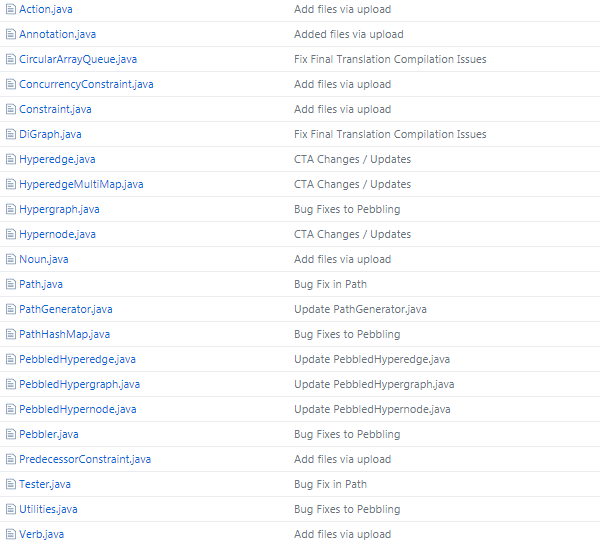 Action.java Add files via upload
Annotation.java Added files via upload
CircularArrayQueue.java Fix Final Translation Compilation Issues
ConcurrencyConstraint.java Add files via upload
Constraint.java Add files via upload
DiGraph.java Fix Final Translation Compilation Issues
Hyperedge.java CTA Changes / Updates
HyperedgeMultiMap.java CTA Changes / Updates
Hypergraph.java Bug Fixes to Pebbling
Hypernode.java CTA Changes / Updates
Noun.java Add files via upload
Path.java Bug Fix in Path
PathGenerator.java Update PathGenerator.java
PathHashMap.java Bug Fixes to Pebbling
PebbledHyperedge.java Update PebbledHyperedge.java
PebbledHypergraph.java Update PebbledHypergraph.java
PebbledHypernode.java Update PebbledHypernode.java
Pebbler.java Bug Fixes to Pebbling
PredecessorConstraint.java Add files via upload
Tester.java Bug Fix in Path
Utilities.java Bug Fixes to Pebbling
Verb.java Add files via upload